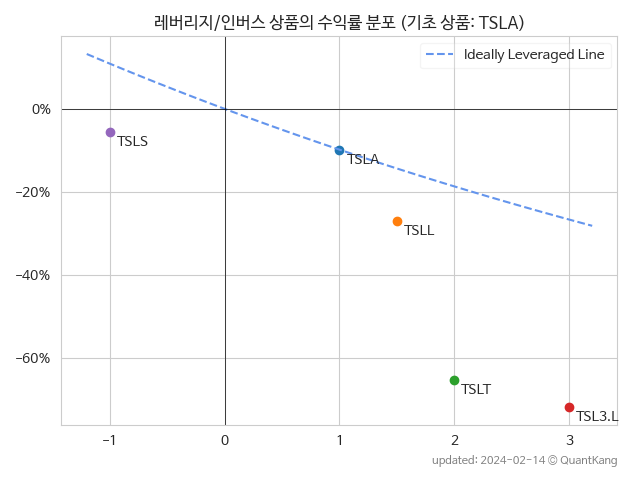 레버리지/인버스 상품의 수익률 분포 (기초 상품: TSLA)
Ideally Leveraged Line
0%
TSLS
TSLA
−20%
TSLL
−40%
−60%
TSLT
TSL3.L
−1 0 1 2 3
updated: 2024-02-14 © QuantKang